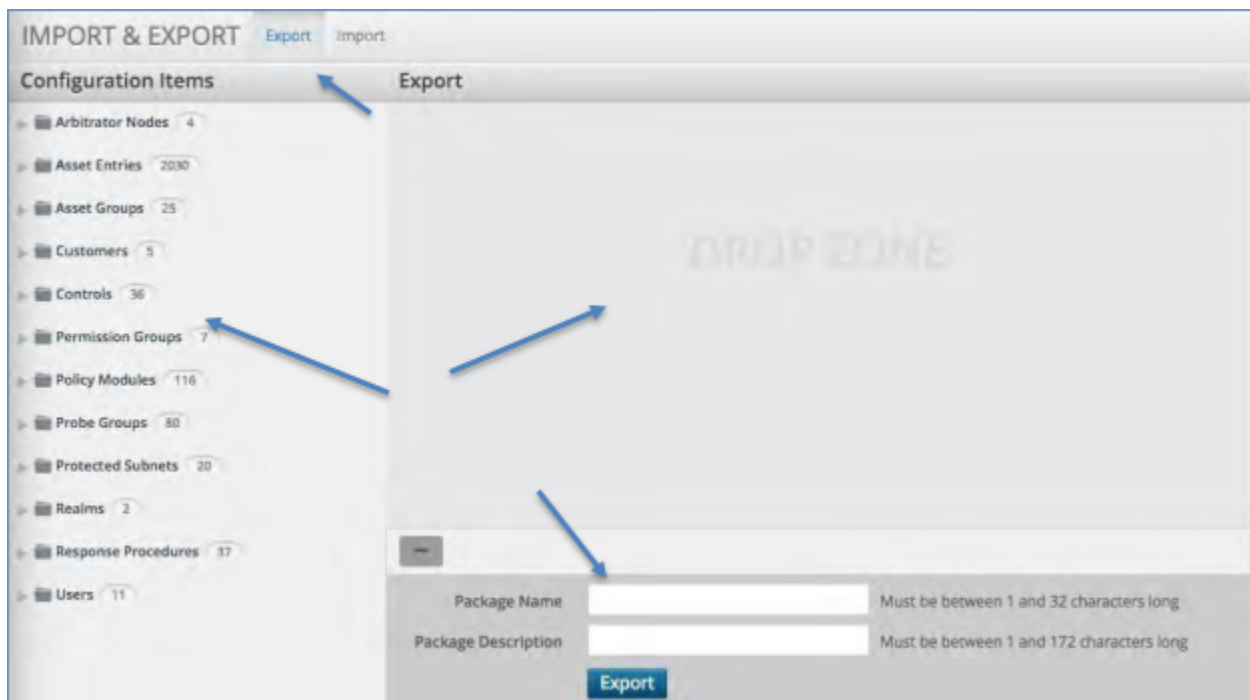 IMPORT & EXPORT Export Import
Configuration Items
Export
Arbitrator Nodes 4
Asset Entries 2030
Asset Groups 25
Customers 5
Controls 36
Permission Groups 7
Policy Modules 116
Probe Groups 80
Protected Subnets 20
Realms 2
Response Procedures 37
Users 11
DROP ZONE
Package Name Must be between 1 and 32 characters long
Package Description Must be between 1 and 172 characters long
Export